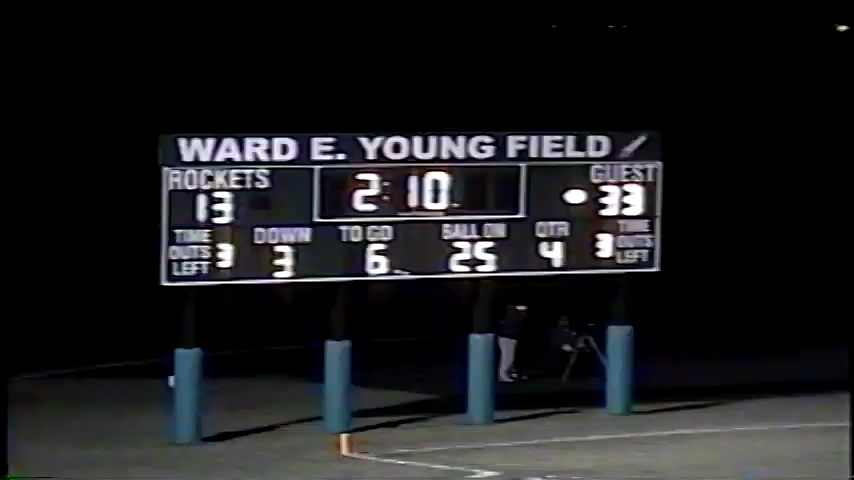 WARD E. YOUNG FIELD
ROCKETS 2:10 GUEST
13 33
TIME OUTS LEFT 3 DOWN TO GO BALL ON QTR 3 TIME OUTS LEFT
3 6 25 4